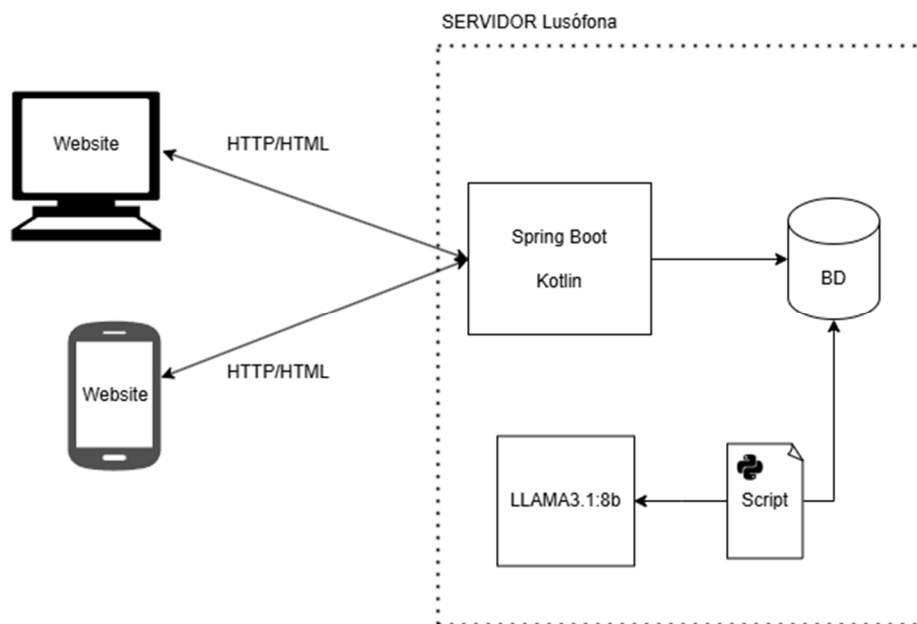 SERVIDOR Lusófona
Website
HTTP/HTML
Spring Boot
Kotlin
BD
Website
HTTP/HTML
LLAMA3.1:8b
Script